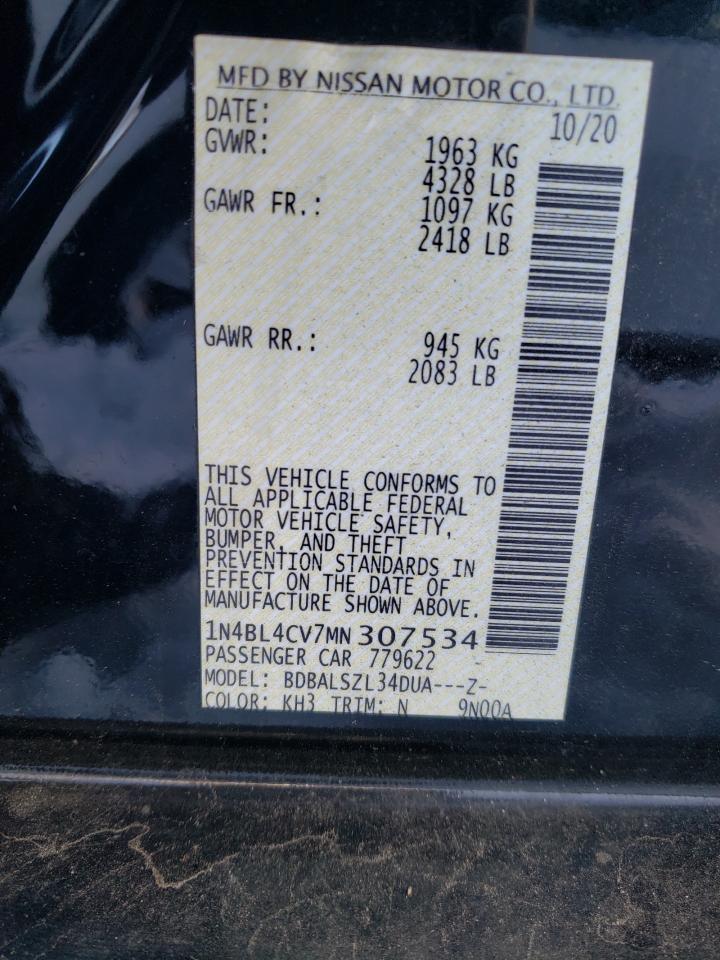 MFD BY NISSAN MOTOR CO., LTD.
DATE: 10/20
GVWR: 1963 KG
4328 LB
GAWR FR.: 1097 KG
2418 LB
GAWR RR.: 945 KG
2083 LB
THIS VEHICLE CONFORMS TO
ALL APPLICABLE FEDERAL
MOTOR VEHICLE SAFETY,
BUMPER, AND THEFT
PREVENTION STANDARDS IN
EFFECT ON THE DATE OF
MANUFACTURE SHOWN ABOVE.
1N4BL4CV7MN307534
PASSENGER CAR 779622
MODEL: BDBALSZL34DUA---Z-
COLOR: KH3 TRIM: N 9N00A